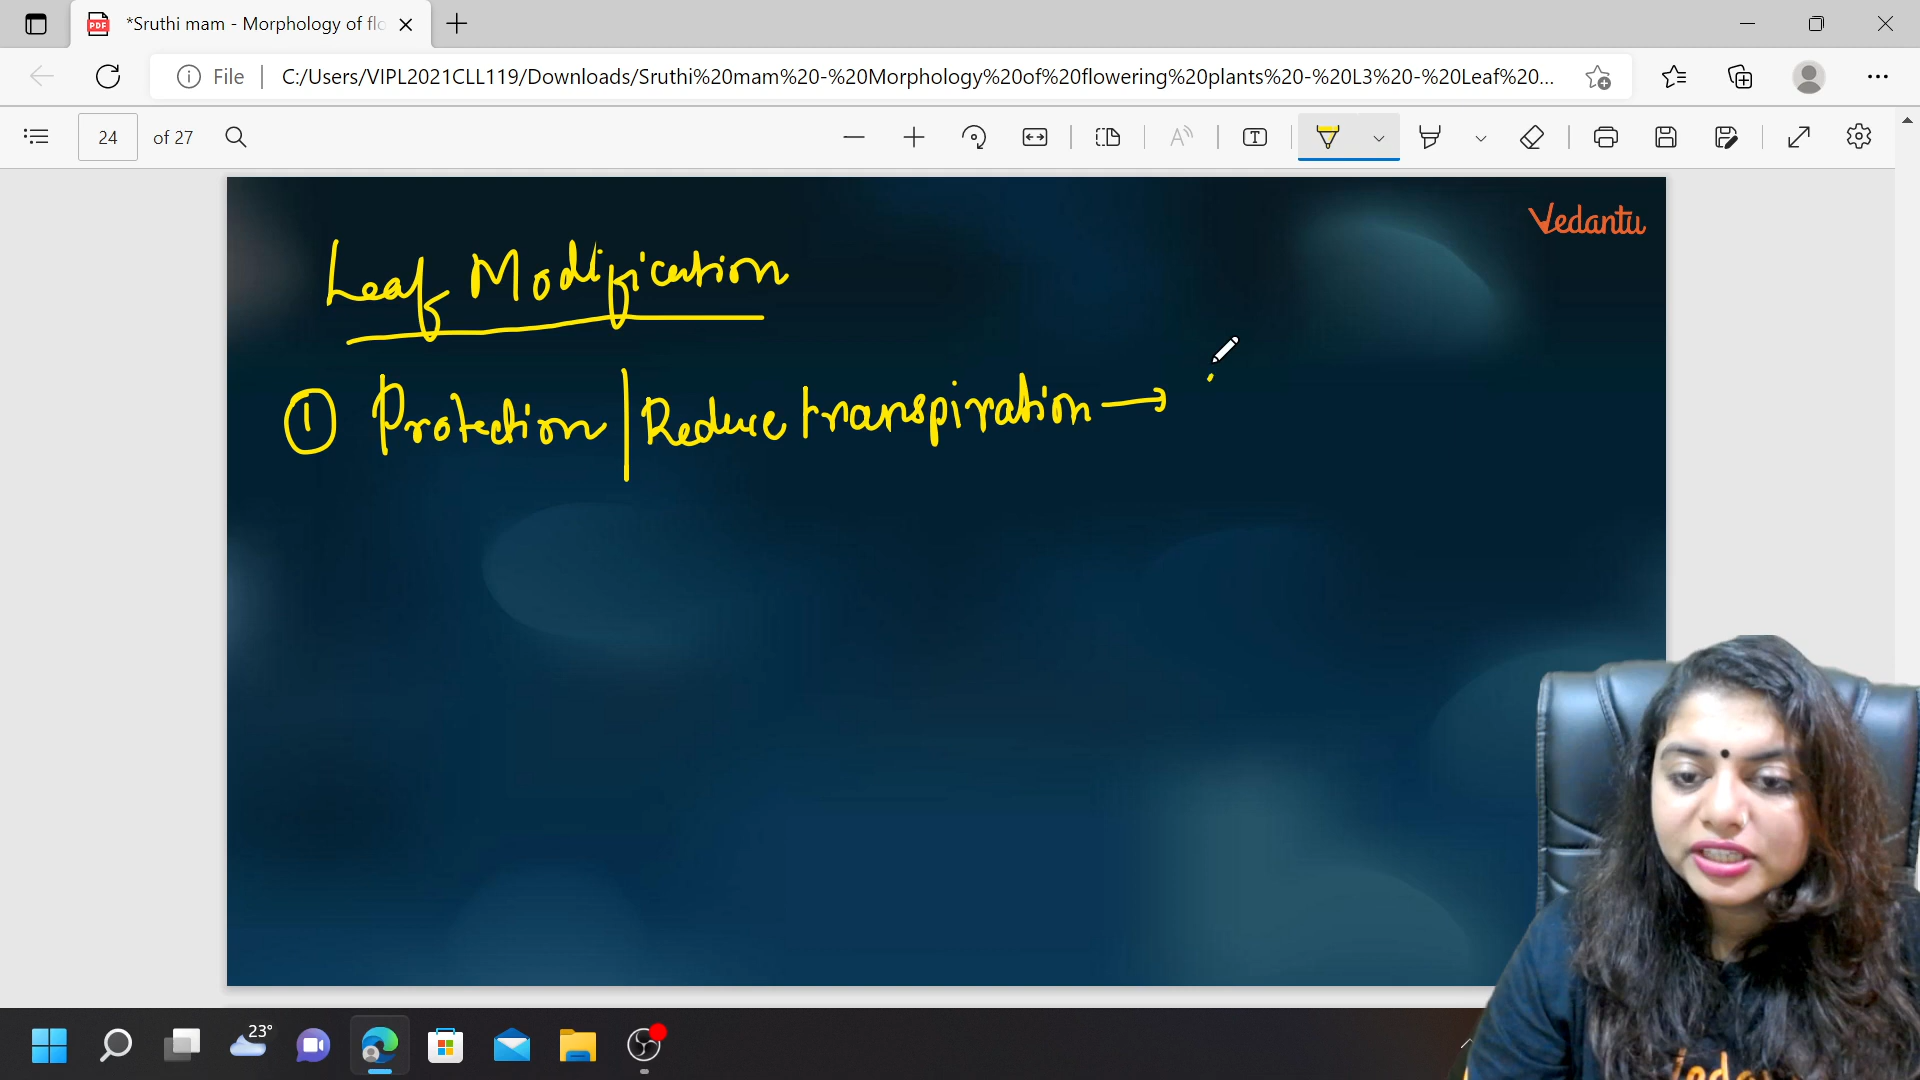 *Sruthi mam - Morphology of flo
File
C:/Users/VIPL2021CLL119/Downloads/Sruthi%20mam%20-%20Morphology%20of%20flowering%20plants%20-%20L3%20-%20Leaf%20...
24 of 27
Vedantu
Leaf Modification
① Protection | Reduce transpiration →
23°